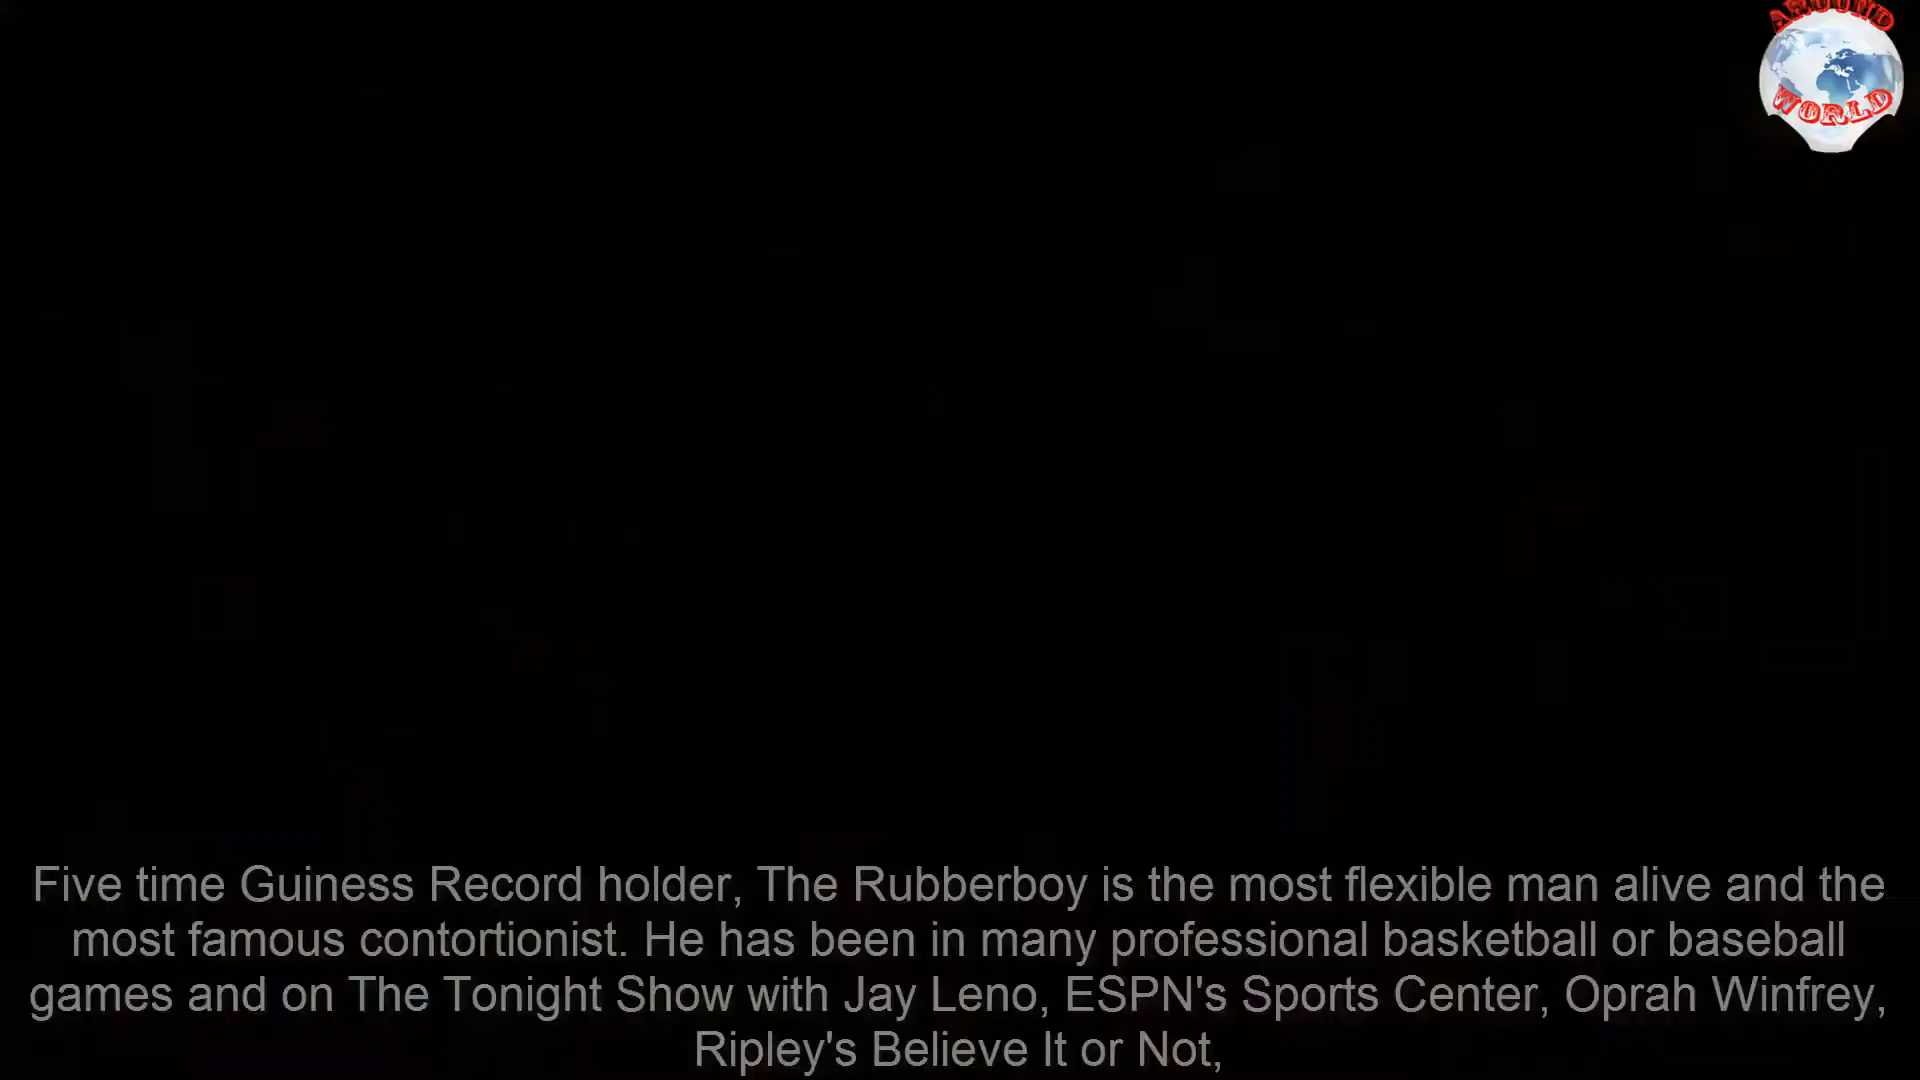 AROUND
WORLD
Five time Guiness Record holder, The Rubberboy is the most flexible man alive and the
most famous contortionist. He has been in many professional basketball or baseball
games and on The Tonight Show with Jay Leno, ESPN's Sports Center, Oprah Winfrey,
Ripley's Believe It or Not,